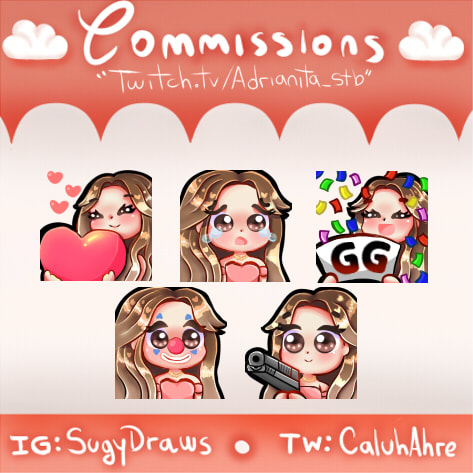 Commissions
"Twitch.tv/Adrianita_stb"
GG
IG: SugyDraws • TW: CaluhAhre